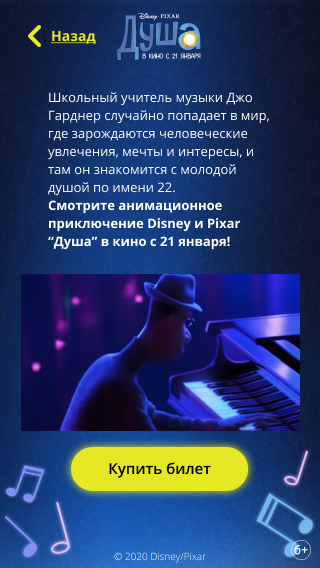 Назад
Disney · PIXAR
Душа
В КИНО С 21 ЯНВАРЯ
Школьный учитель музыки Джо
Гарднер случайно попадает в мир,
где зарождаются человеческие
увлечения, мечты и интересы, и
там он знакомится с молодой
душой по имени 22.
Смотрите анимационное
приключение Disney и Pixar
“Душа” в кино с 21 января!
Купить билет
6+
© 2020 Disney/Pixar